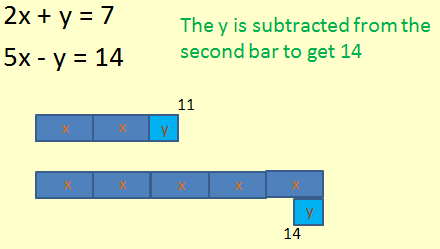 2x + y = 7
5x - y = 14
The y is subtracted from the
second bar to get 14
11
x x y
x x x x x
y
14